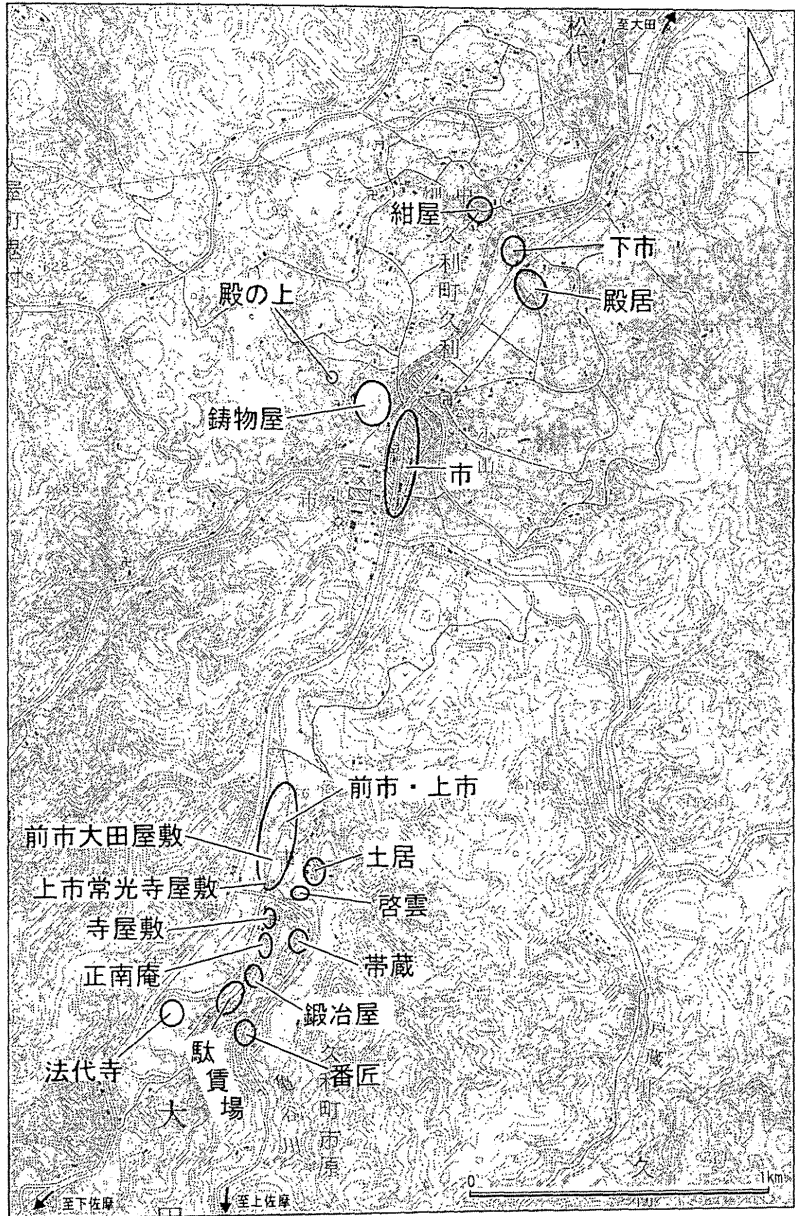 至大田
松代
紺屋
下市
殿居
久利町久利
殿の上
鋳物屋
市
山
市
前市・上市
前市大田屋敷
土居
上市常光寺屋敷
啓雲
寺屋敷
帯蔵
正南庵
鍛冶屋
法代寺
駄賃場
番匠
久利町市原
大
田
久
0 1km
至下佐摩
至上佐摩